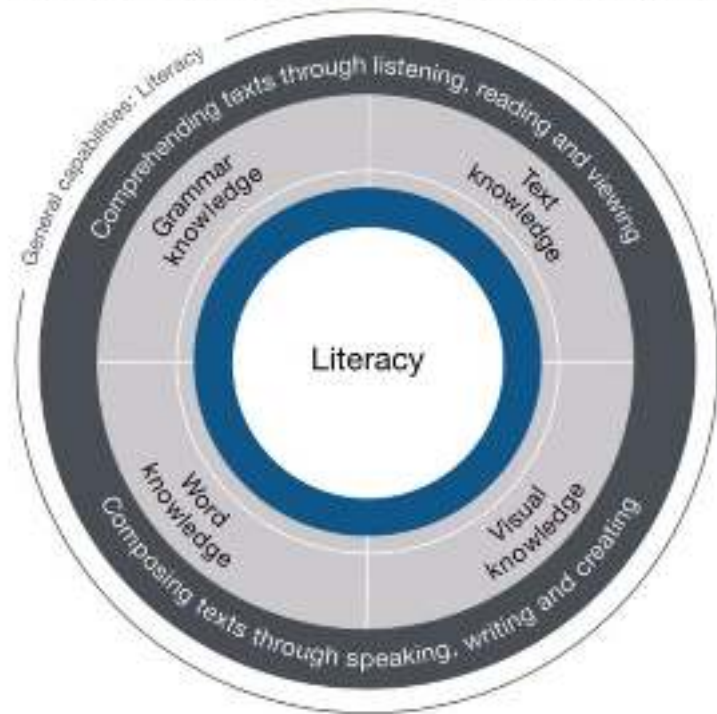 General capabilities: Literacy
Comprehending texts through listening, reading and viewing
Grammar
knowledge
Text
knowledge
Literacy
Word
knowledge
Visual
knowledge
Composing texts through speaking, writing and creating